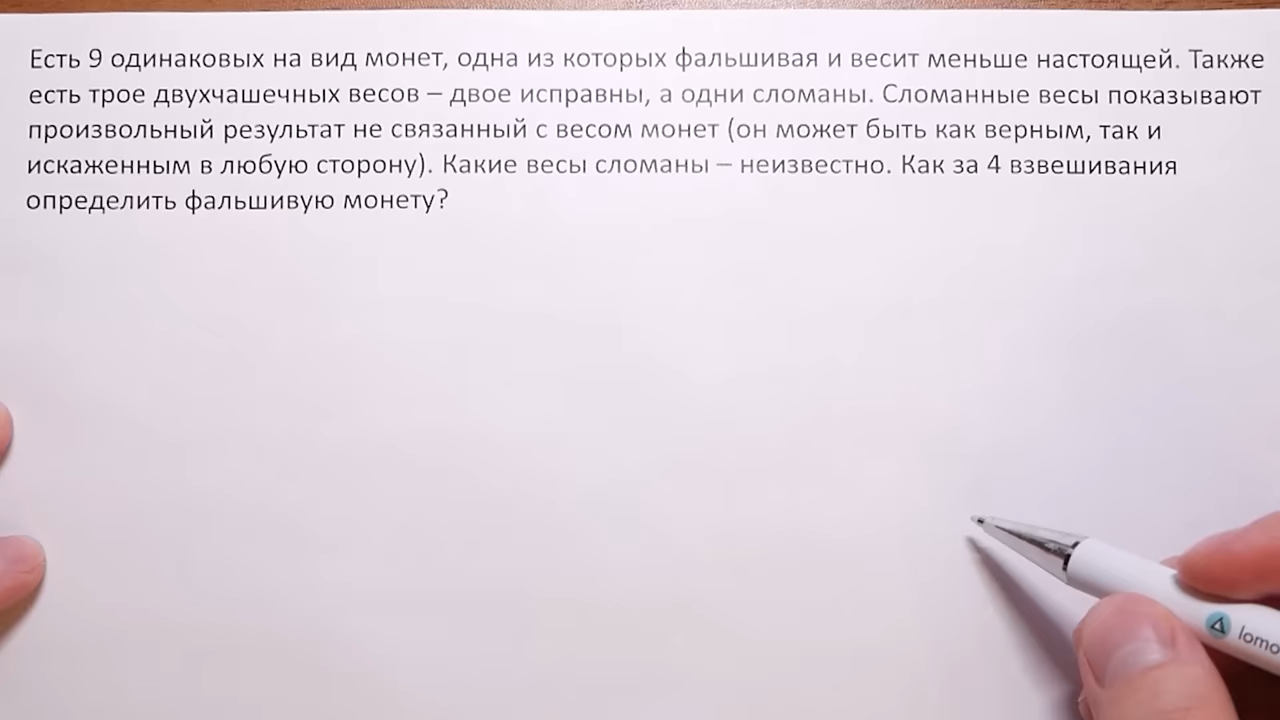 Есть 9 одинаковых на вид монет, одна из которых фальшивая и весит меньше настоящей. Также
есть трое двухчашечных весов – двое исправны, а одни сломаны. Сломанные весы показывают
произвольный результат не связанный с весом монет (он может быть как верным, так и
искаженным в любую сторону). Какие весы сломаны – неизвестно. Как за 4 взвешивания
определить фальшивую монету?
lomo